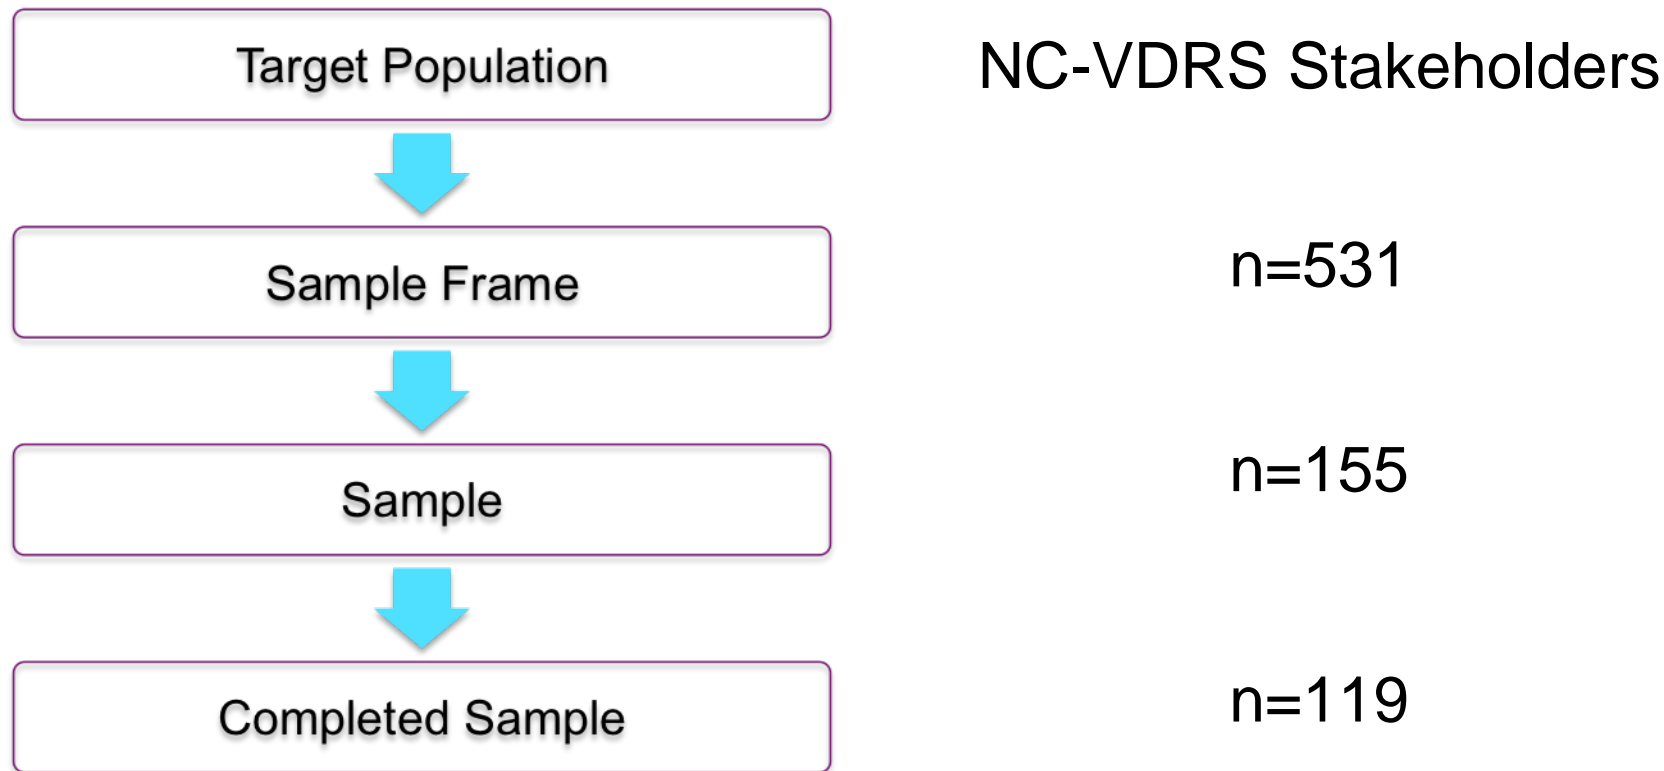 Target Population
NC-VDRS Stakeholders
Sample Frame
n=531
Sample
n=155
Completed Sample
n=119